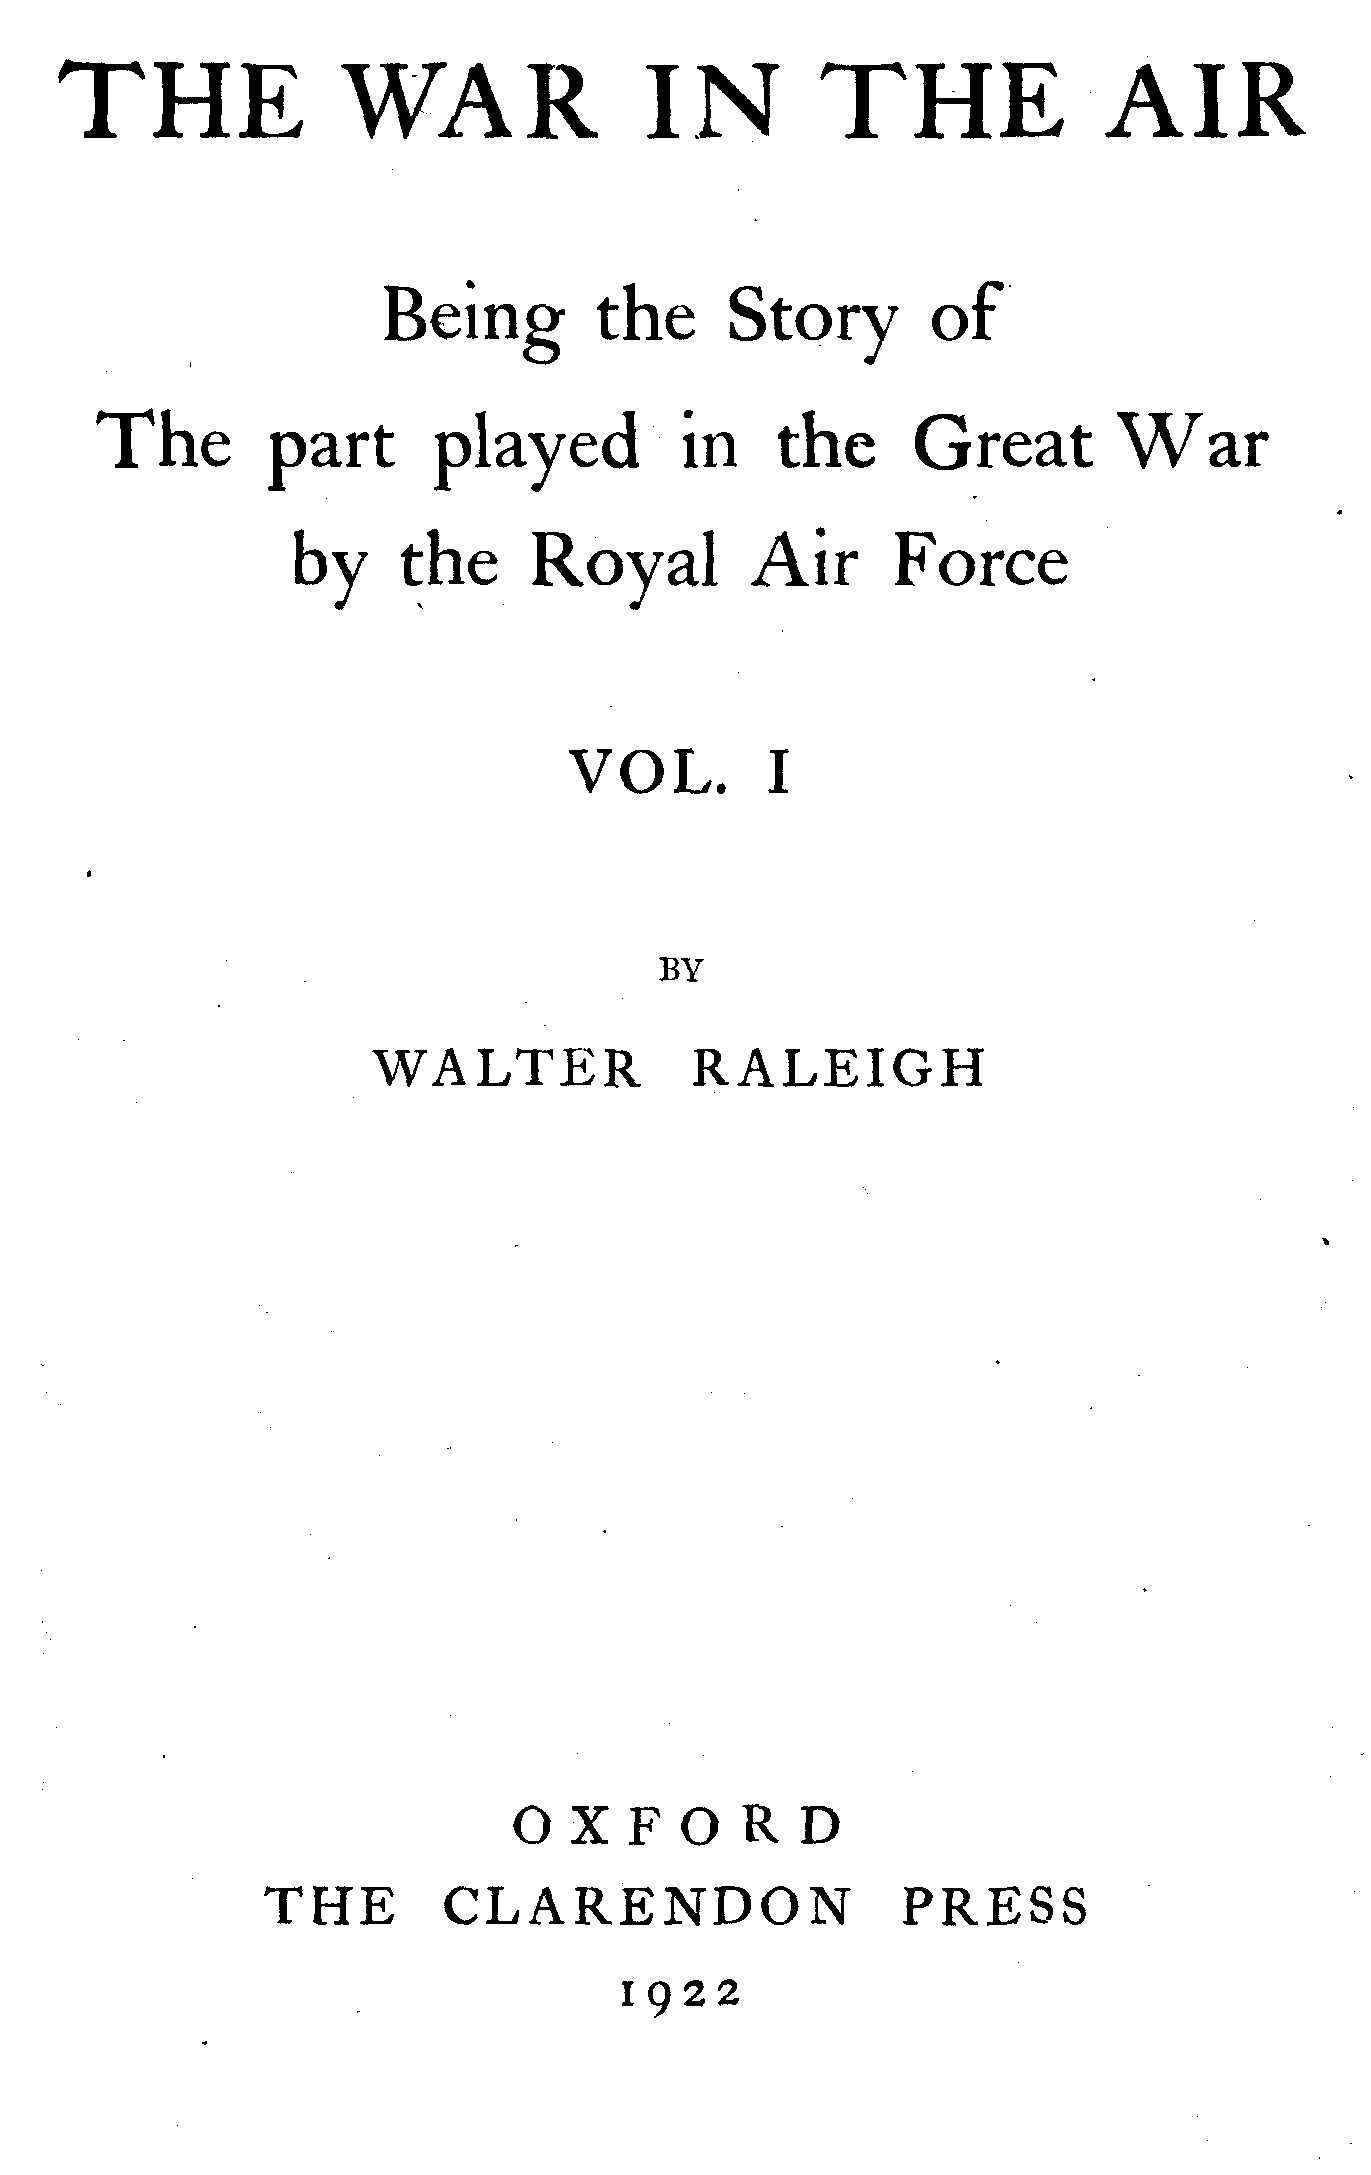 THE WAR IN THE AIR
Being the Story of
The part played in the Great War
by the Royal Air Force
VOL. I
BY
WALTER RALEIGH
OXFORD
THE CLARENDON PRESS
1922